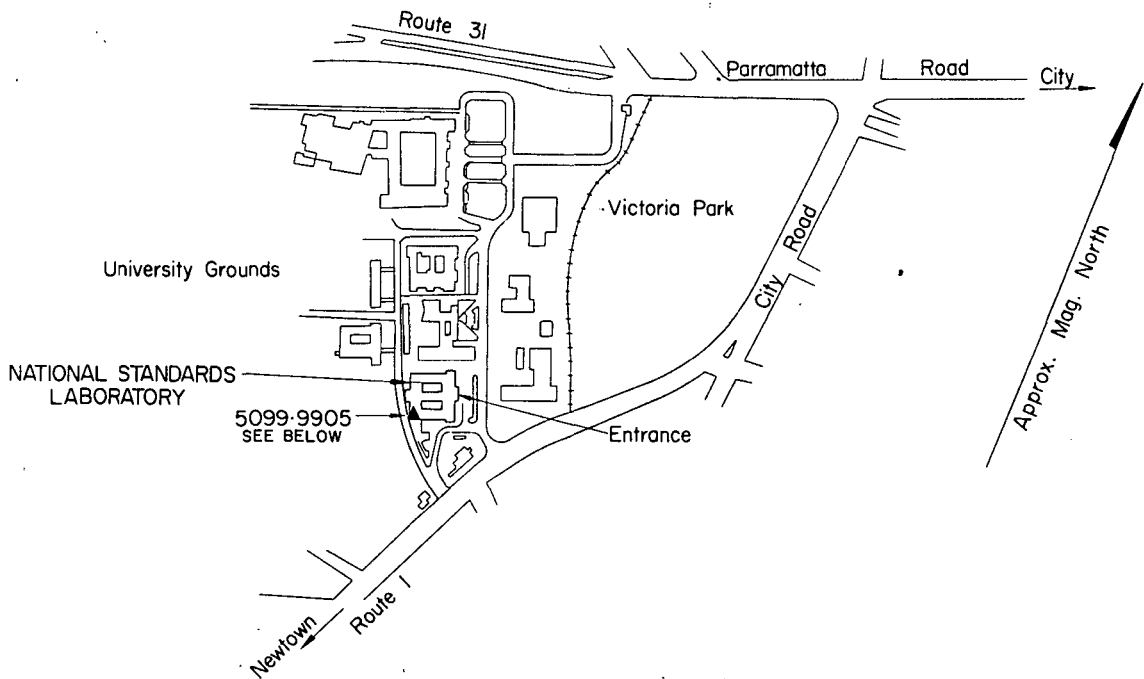 Route 31
Parramatta Road
City
Victoria Park
City Road
Approx. Mag. North
University Grounds
NATIONAL STANDARDS
LABORATORY
5099·9905
SEE BELOW
Entrance
Route 1
Newtown